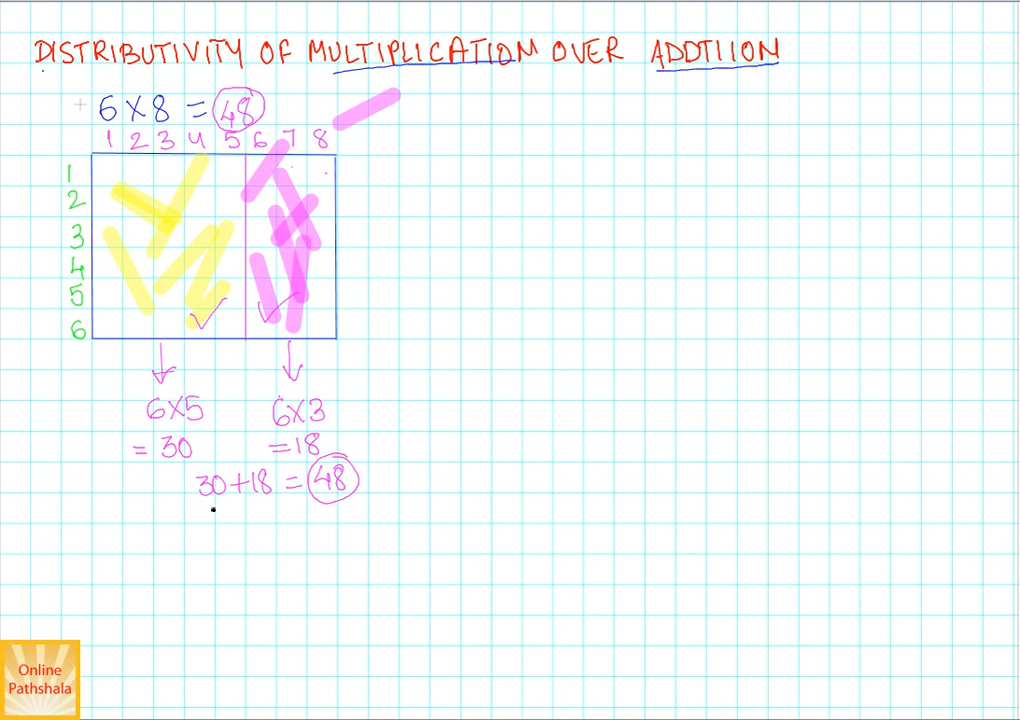 DISTRIBUTIVITY OF MULTIPLICATION OVER ADDTIION
6 X 8 = 48
1 2 3 4 5 6 7 8
1
2
3
4
5
6
6X5 6X3
= 30 =18
30+18 = 48
Online
Pathshala